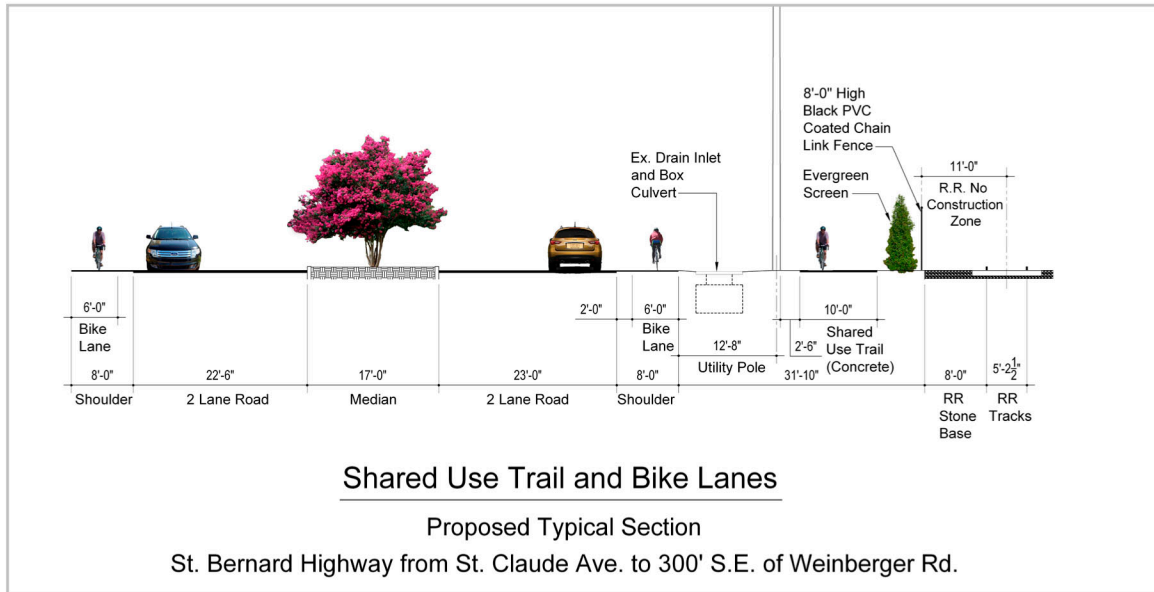 8'-0" High
Black PVC
Coated Chain
Link Fence
11'-0"
R.R. No
Construction
Zone
Ex. Drain Inlet
and Box
Culvert
Evergreen
Screen
6'-0"
Bike
Lane
2'-0"
6'-0"
Bike
Lane
12'-8"
Utility Pole
2'-6"
10'-0"
Shared
Use Trail
(Concrete)
8'-0"
Shoulder
22'-6"
2 Lane Road
17'-0"
Median
23'-0"
2 Lane Road
8'-0"
Shoulder
31'-10"
8'-0"
RR
Stone
Base
5'-2 1/2"
RR
Tracks
Shared Use Trail and Bike Lanes
Proposed Typical Section
St. Bernard Highway from St. Claude Ave. to 300' S.E. of Weinberger Rd.